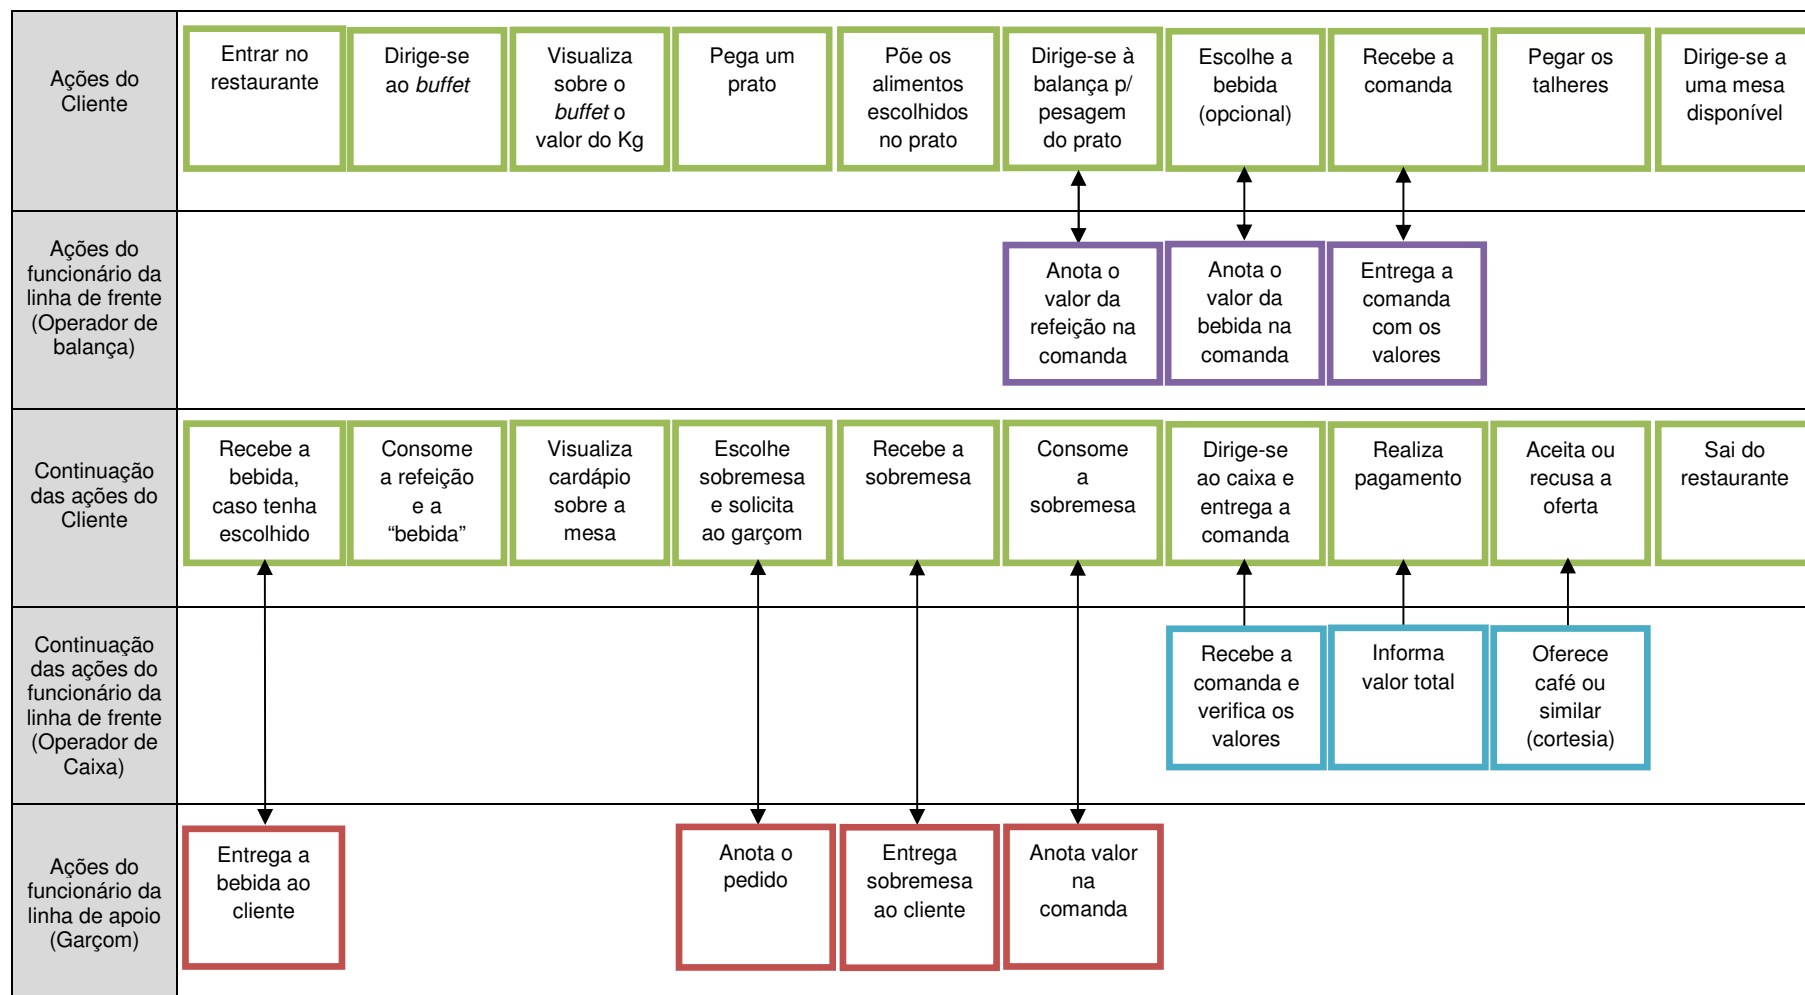 Ações do
Cliente
Entrar no
restaurante
Dirige-se
ao buffet
Visualiza
sobre o
buffet o
valor do Kg
Pega um
prato
Põe os
alimentos
escolhidos
no prato
Dirige-se à
balança p/
pesagem
do prato
Escolhe a
bebida
(opcional)
Recebe a
comanda
Pegar os
talheres
Dirige-se a
uma mesa
disponível
Ações do
funcionário da
linha de frente
(Operador de
balança)
Anota o
valor da
refeição na
comanda
Anota o
valor da
bebida na
comanda
Entrega a
comanda
com os
valores
Continuação
das ações do
Cliente
Recebe a
bebida,
caso tenha
escolhido
Consome
a refeição
e a
“bebida”
Visualiza
cardápio
sobre a
mesa
Escolhe
sobremesa
e solicita
ao garçom
Recebe a
sobremesa
Consome
a
sobremesa
Dirige-se
ao caixa e
entrega a
comanda
Realiza
pagamento
Aceita ou
recusa a
oferta
Sai do
restaurante
Continuação
das ações do
funcionário da
linha de frente
(Operador de
Caixa)
Recebe a
comanda e
verifica os
valores
Informa
valor total
Oferece
café ou
similar
(cortesia)
Ações do
funcionário da
linha de apoio
(Garçom)
Entrega a
bebida ao
cliente
Anota o
pedido
Entrega
sobremesa
ao cliente
Anota valor
na
comanda